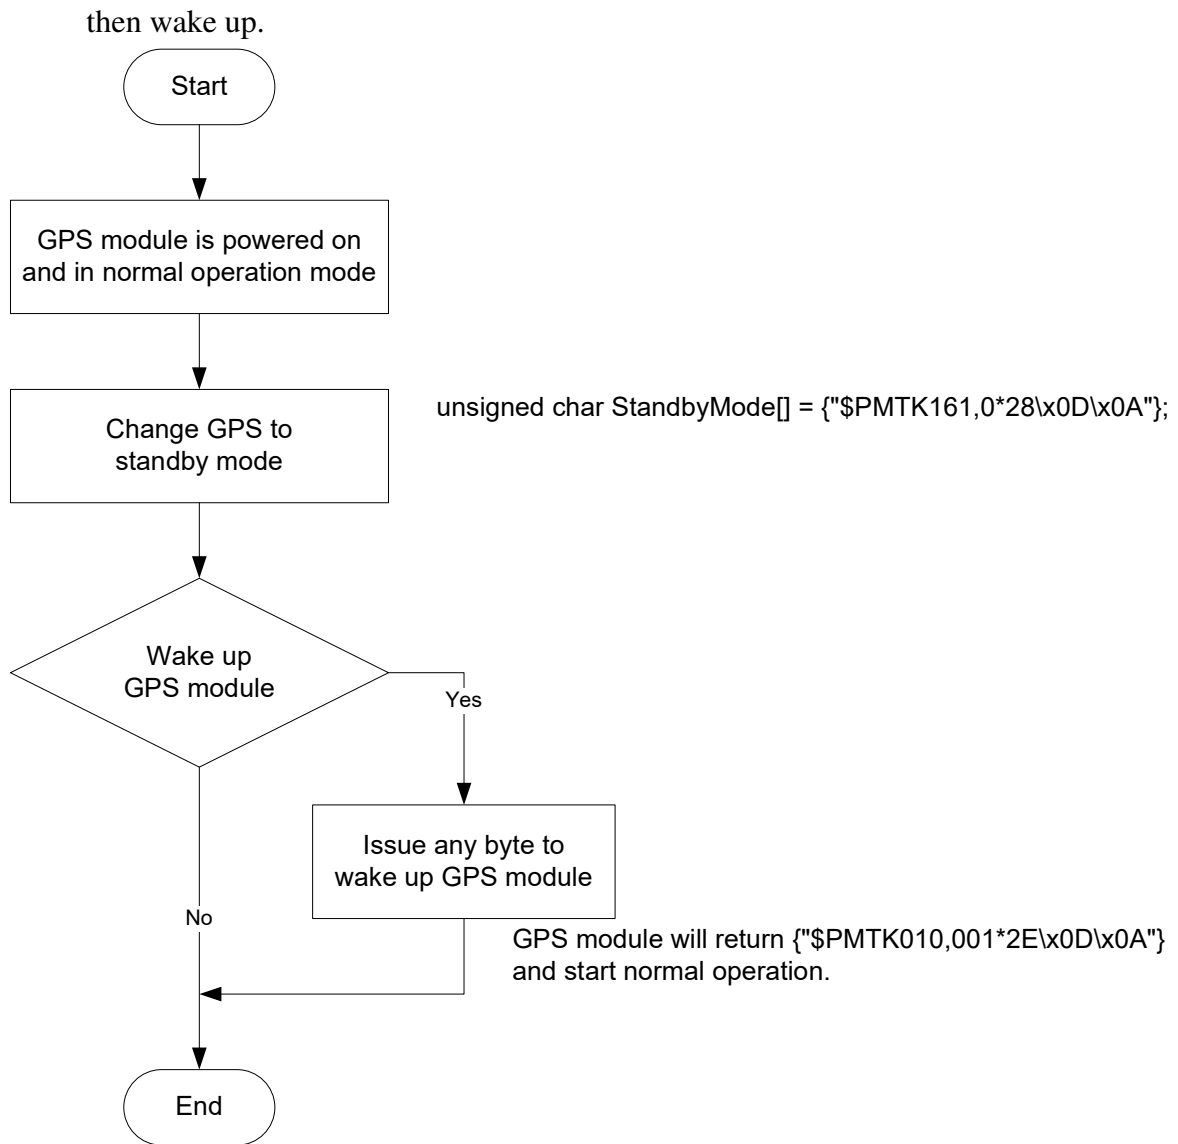 then wake up.
Start
GPS module is powered on
and in normal operation mode
Change GPS to
standby mode
unsigned char StandbyMode[] = {"$PMTK161,0*28\x0D\x0A"};
Wake up
GPS module
Yes
Issue any byte to
wake up GPS module
No
GPS module will return {"$PMTK010,001*2E\x0D\x0A"}
and start normal operation.
End